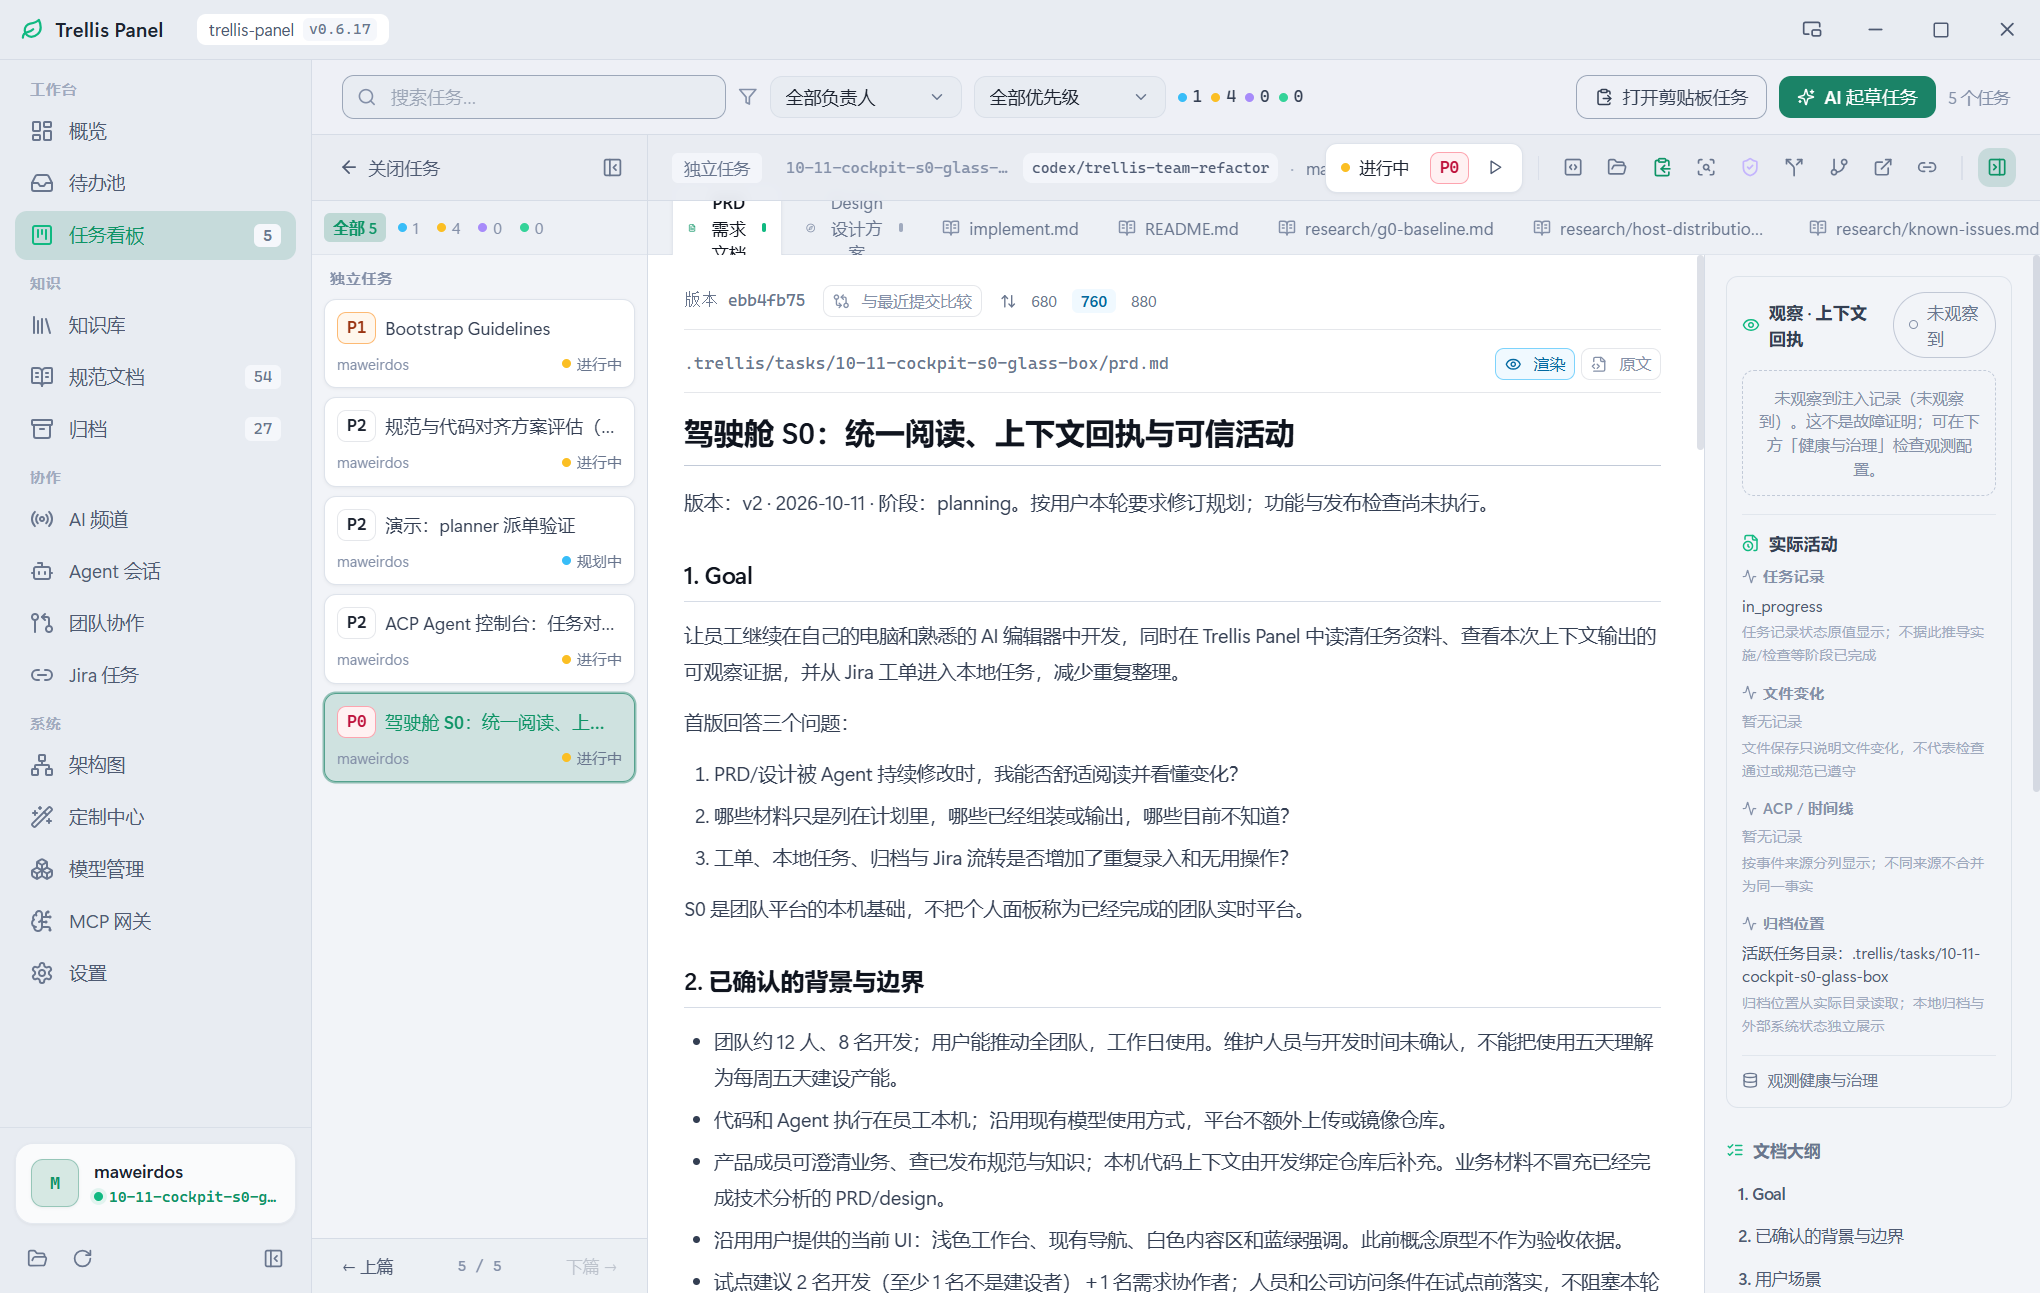 Trellis Panel
trellis-panel v0.6.17
工作台
概览
待办池
任务看板 5
知识
知识库
规范文档 54
归档 27
协作
AI 频道
Agent 会话
团队协作
Jira 任务
系统
架构图
定制中心
模型管理
MCP 网关
设置
M
maweirdos
10-11-cockpit-s0-g…
搜索任务...
全部负责人
全部优先级
1 4 0 0
打开剪贴板任务
AI 起草任务
5 个任务
关闭任务
全部 5 1 4 0 0
独立任务
P1 Bootstrap Guidelines
maweirdos 进行中
P2 规范与代码对齐方案评估（...
maweirdos 进行中
P2 演示：planner 派单验证
maweirdos 规划中
P2 ACP Agent 控制台：任务对...
maweirdos 进行中
P0 驾驶舱 S0：统一阅读、上...
maweirdos 进行中
← 上篇 5 / 5 下篇 →
独立任务 10-11-cockpit-s0-glass-… codex/trellis-team-refactor · ma 进行中 P0
PRD
需求
文档
Design
设计方
案
implement.md
README.md
research/g0-baseline.md
research/host-distributio...
research/known-issues.md
版本 ebb4fb75 与最近提交比较 680 760 880
.trellis/tasks/10-11-cockpit-s0-glass-box/prd.md 渲染 原文
驾驶舱 S0：统一阅读、上下文回执与可信活动
版本：v2 · 2026-10-11 · 阶段：planning。按用户本轮要求修订规划；功能与发布检查尚未执行。
1. Goal
让员工继续在自己的电脑和熟悉的 AI 编辑器中开发，同时在 Trellis Panel 中读清任务资料、查看本次上下文输出的
可观察证据，并从 Jira 工单进入本地任务，减少重复整理。
首版回答三个问题：
1. PRD/设计被 Agent 持续修改时，我能否舒适阅读并看懂变化？
2. 哪些材料只是列在计划里，哪些已经组装或输出，哪些目前不知道？
3. 工单、本地任务、归档与 Jira 流转是否增加了重复录入和无用操作？
S0 是团队平台的本机基础，不把个人面板称为已经完成的团队实时平台。
2. 已确认的背景与边界
• 团队约 12 人、8 名开发；用户能推动全团队，工作日使用。维护人员与开发时间未确认，不能把使用五天理解
为每周五天建设产能。
• 代码和 Agent 执行在员工本机；沿用现有模型使用方式，平台不额外上传或镜像仓库。
• 产品成员可澄清业务、查已发布规范与知识；本机代码上下文由开发绑定仓库后补充。业务材料不冒充已经完
成技术分析的 PRD/design。
• 沿用用户提供的当前 UI：浅色工作台、现有导航、白色内容区和蓝绿强调。此前概念原型不作为验收依据。
• 试点建议 2 名开发（至少 1 名不是建设者）+ 1 名需求协作者；人员和公司访问条件在试点前落实，不阻塞本轮
观察 · 上下文
回执
未观察
到
未观察到注入记录（未观察
到）。这不是故障证明；可在下
方「健康与治理」检查观测配
置。
实际活动
任务记录
in_progress
任务记录状态原值显示；不据此推导实
施/检查等阶段已完成
文件变化
暂无记录
文件保存只说明文件变化，不代表检查
通过或规范已遵守
ACP / 时间线
暂无记录
按事件来源分列显示；不同来源不合并
为同一事实
归档位置
活跃任务目录：.trellis/tasks/10-11-
cockpit-s0-glass-box
归档位置从实际目录读取；本地归档与
外部系统状态独立展示
观测健康与治理
文档大纲
1. Goal
2. 已确认的背景与边界
3. 用户场景